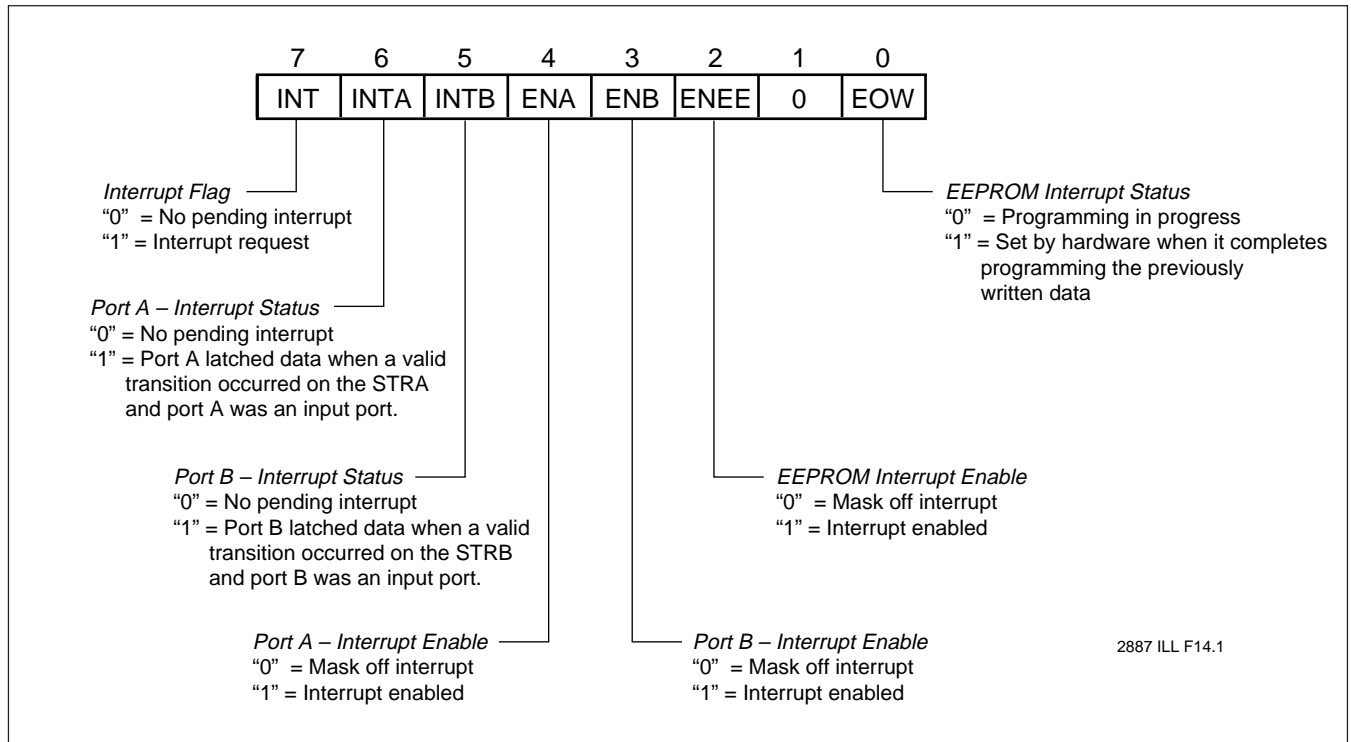 7 6 5 4 3 2 1 0
INT INTA INTB ENA ENB ENEE 0 EOW
Interrupt Flag
“0” = No pending interrupt
“1” = Interrupt request
EEPROM Interrupt Status
“0” = Programming in progress
“1” = Set by hardware when it completes
programming the previously
written data
Port A – Interrupt Status
“0” = No pending interrupt
“1” = Port A latched data when a valid
transition occurred on the STRA
and port A was an input port.
Port B – Interrupt Status
“0” = No pending interrupt
“1” = Port B latched data when a valid
transition occurred on the STRB
and port B was an input port.
EEPROM Interrupt Enable
“0” = Mask off interrupt
“1” = Interrupt enabled
Port A – Interrupt Enable
“0” = Mask off interrupt
“1” = Interrupt enabled
Port B – Interrupt Enable
“0” = Mask off interrupt
“1” = Interrupt enabled
2887 ILL F14.1